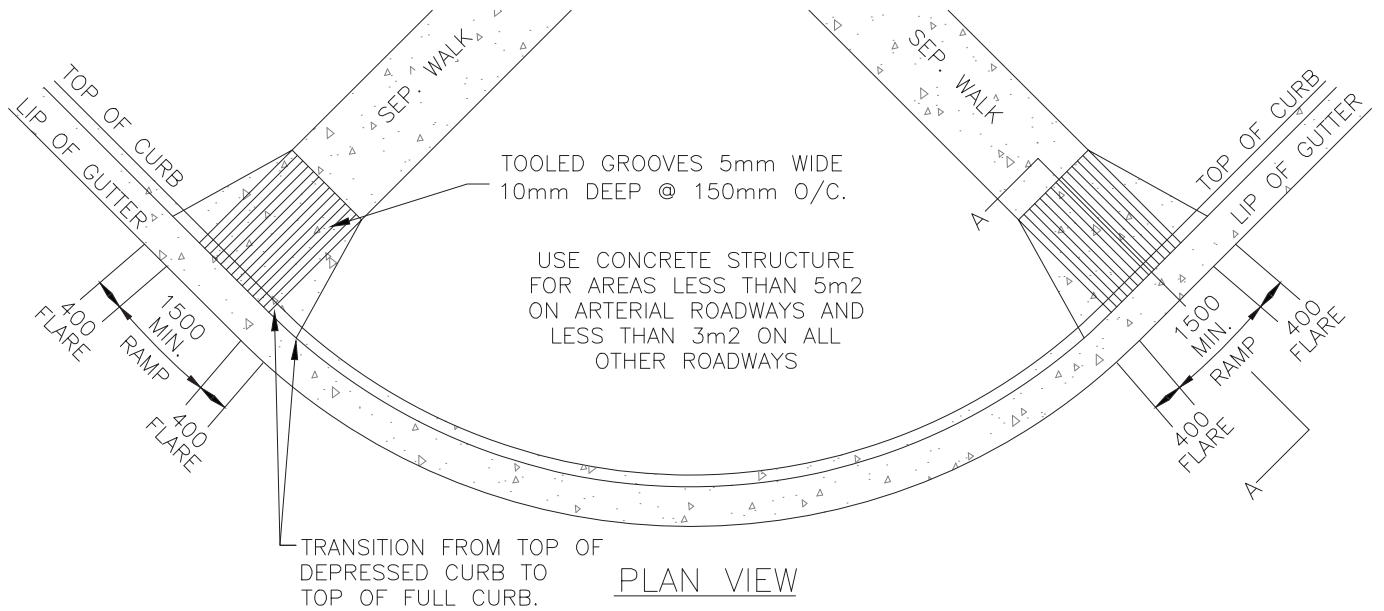 SEP. WALK
SEP. WALK
TOP OF CURB
LIP OF GUTTER
TOP OF CURB
LIP OF GUTTER
TOOLED GROOVES 5mm WIDE
10mm DEEP @ 150mm O/C.
A
USE CONCRETE STRUCTURE
FOR AREAS LESS THAN 5m2
ON ARTERIAL ROADWAYS AND
LESS THAN 3m2 ON ALL
OTHER ROADWAYS
400
FLARE
1500
MIN.
RAMP
400
FLARE
400
FLARE
1500
MIN.
RAMP
400
FLARE
A
TRANSITION FROM TOP OF
DEPRESSED CURB TO
TOP OF FULL CURB.
PLAN VIEW